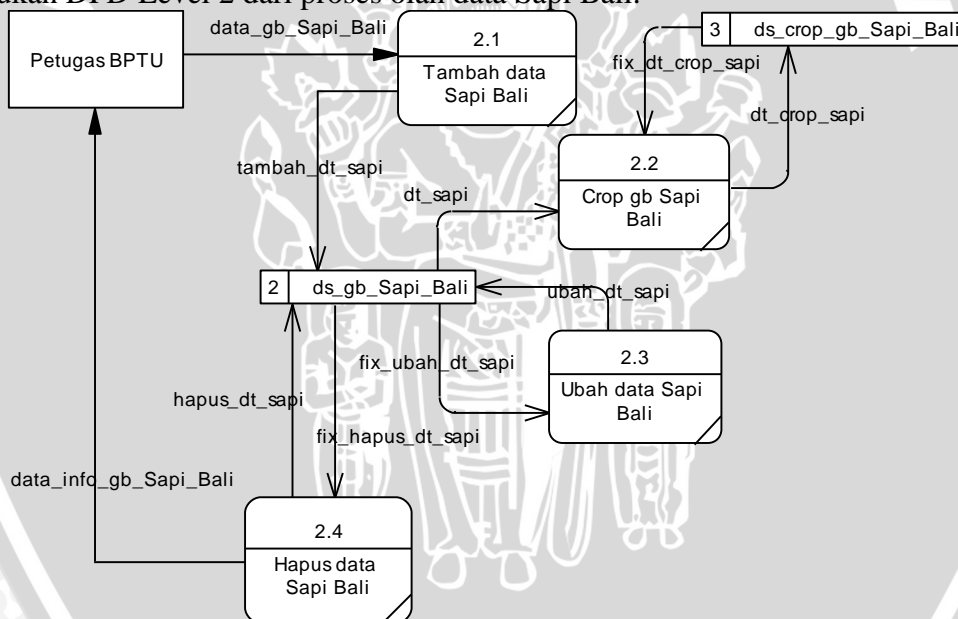 ukan DFD Level 2 dari proses olah data Sapi Bali.
data_gb_Sapi_Bali
Petugas BPTU
2.1
Tambah data
Sapi Bali
3
ds_crop_gb_Sapi_Bali
fix_dt_crop_sapi
dt_crop_sapi
2.2
Crop gb Sapi
Bali
tambah_dt_sapi
dt_sapi
2
ds_gb_Sapi_Bali
ubah_dt_sapi
2.3
Ubah data Sapi
Bali
fix_ubah_dt_sapi
hapus_dt_sapi
fix_hapus_dt_sapi
data_info_gb_Sapi_Bali
2.4
Hapus data
Sapi Bali